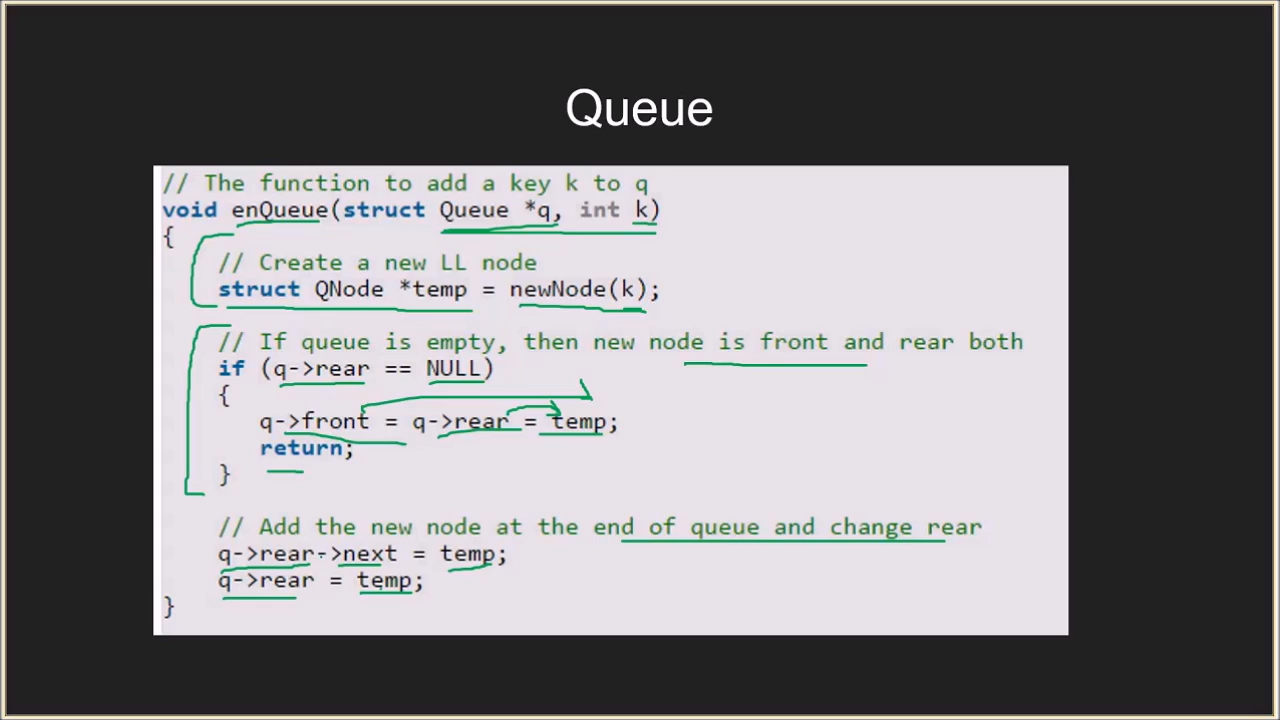 Queue
// The function to add a key k to q
void enQueue(struct Queue *q, int k)
{
// Create a new LL node
struct QNode *temp = newNode(k);
// If queue is empty, then new node is front and rear both
if (q->rear == NULL)
{
q->front = q->rear = temp;
return;
}
// Add the new node at the end of queue and change rear
q->rear->next = temp;
q->rear = temp;
}